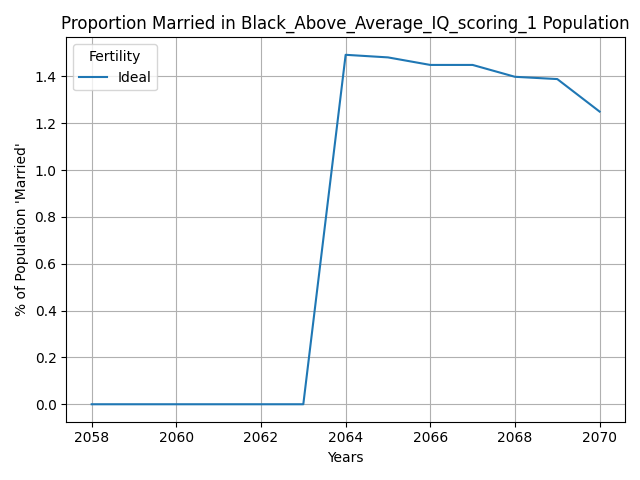 Proportion Married in Black_Above_Average_IQ_scoring_1 Population
Fertility
Ideal
% of Population 'Married'
1.4
1.2
1.0
0.8
0.6
0.4
0.2
0.0
2058 2060 2062 2064 2066 2068 2070
Years